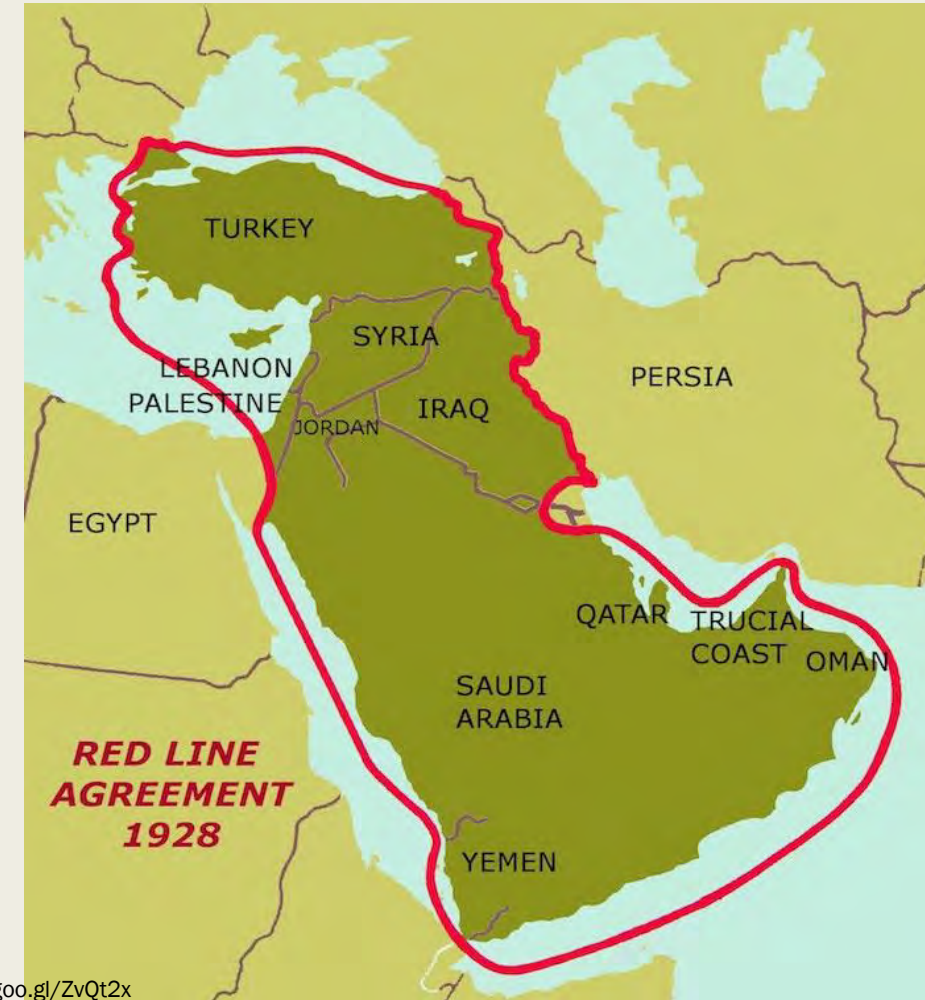 TURKEY
SYRIA
LEBANON
PALESTINE
JORDAN
IRAQ
PERSIA
EGYPT
QATAR
TRUCIAL
COAST
OMAN
SAUDI
ARABIA
RED LINE
AGREEMENT
1928
YEMEN
goo.gl/ZvQt2x